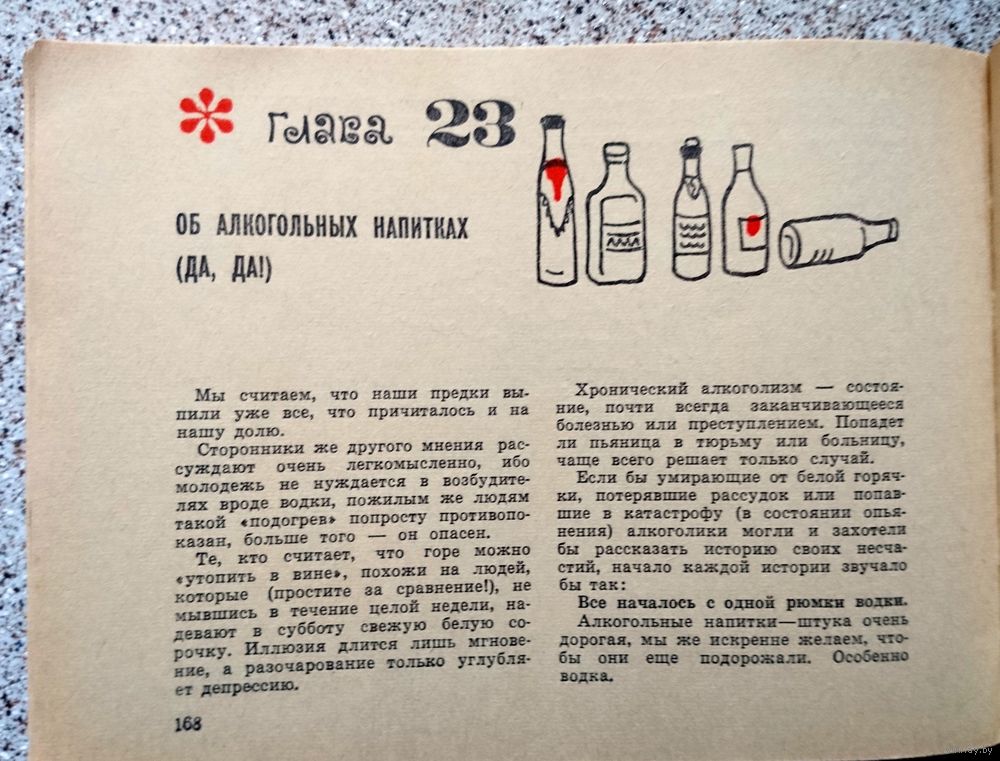 Глава 23
ОБ АЛКОГОЛЬНЫХ НАПИТКАХ
(ДА, ДА!)
Мы считаем, что наши предки вы-
пили уже все, что причиталось и на
нашу долю.
Сторонники же другого мнения рас-
суждают очень легкомысленно, ибо
молодежь не нуждается в возбудите-
лях вроде водки, пожилым же людям
такой «подогрев» попросту противопо-
казан, больше того — он опасен.
Те, кто считает, что горе можно
«утопить в вине», похожи на людей,
которые (простите за сравнение!), не
мывшись в течение целой недели, на-
девают в субботу свежую белую со-
рочку. Иллюзия длится лишь мгнове-
ние, а разочарование только углубля-
ет депрессию.
168
Хронический алкоголизм — состоя-
ние, почти всегда заканчивающееся
болезнью или преступлением. Попадет
ли пьяница в тюрьму или больницу,
чаще всего решает только случай.
Если бы умирающие от белой горяч-
ки, потерявшие рассудок или попав-
шие в катастрофу (в состоянии опья-
нения) алкоголики могли и захотели
бы рассказать историю своих несча-
стий, начало каждой истории звучало
бы так:
Все началось с одной рюмки водки.
Алкогольные напитки—штука очень
дорогая, мы же искренне желаем, что-
бы они еще подорожали. Особенно
водка.